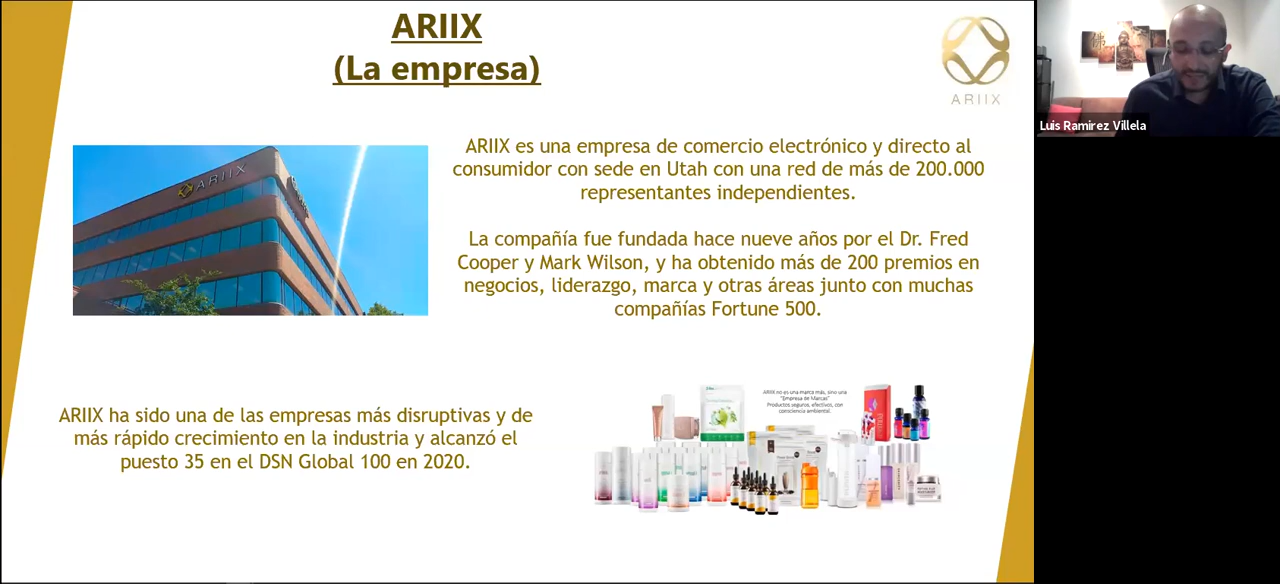 ARIIX
(La empresa)
ARIIX
ARIIX
ARIIX es una empresa de comercio electrónico y directo al
consumidor con sede en Utah con una red de más de 200.000
representantes independientes.
La compañía fue fundada hace nueve años por el Dr. Fred
Cooper y Mark Wilson, y ha obtenido más de 200 premios en
negocios, liderazgo, marca y otras áreas junto con muchas
compañías Fortune 500.
ARIIX ha sido una de las empresas más disruptivas y de
más rápido crecimiento en la industria y alcanzó el
puesto 35 en el DSN Global 100 en 2020.
ARIIX no es una marca más, sino una
"Empresa de Marcas"
Productos seguros, efectivos, con
consciencia ambiental.
Luis Ramirez Villela